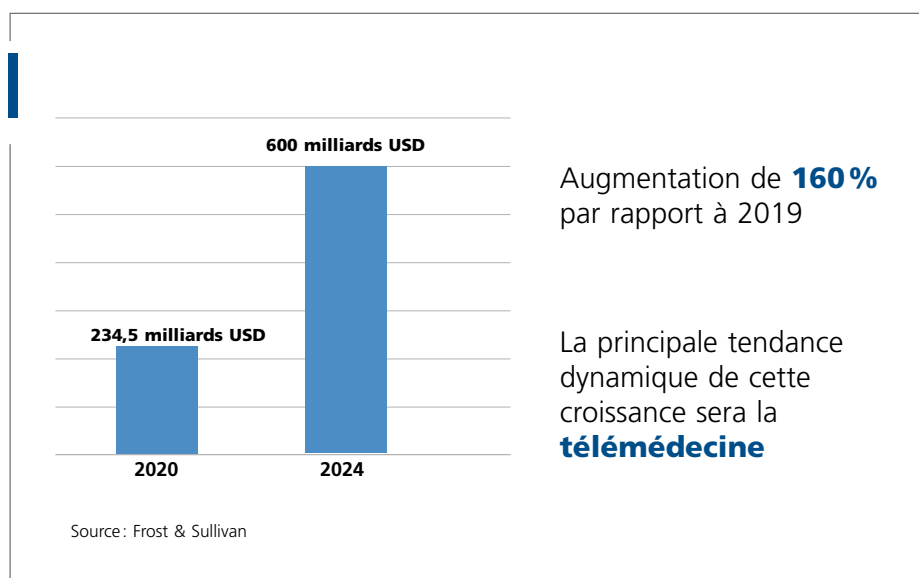 600 milliards USD
234,5 milliards USD
2020
2024
Source : Frost & Sullivan
Augmentation de 160 %
par rapport à 2019
La principale tendance
dynamique de cette
croissance sera la
télémédecine